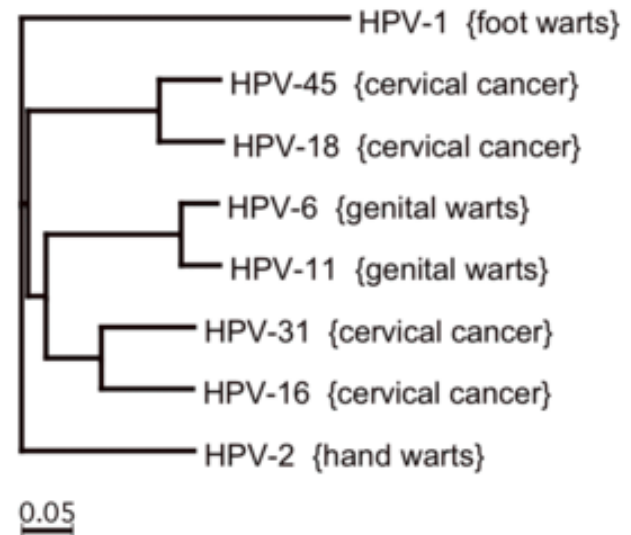 HPV-1 {foot warts}
HPV-45 {cervical cancer}
HPV-18 {cervical cancer}
HPV-6 {genital warts}
HPV-11 {genital warts}
HPV-31 {cervical cancer}
HPV-16 {cervical cancer}
HPV-2 {hand warts}
0.05